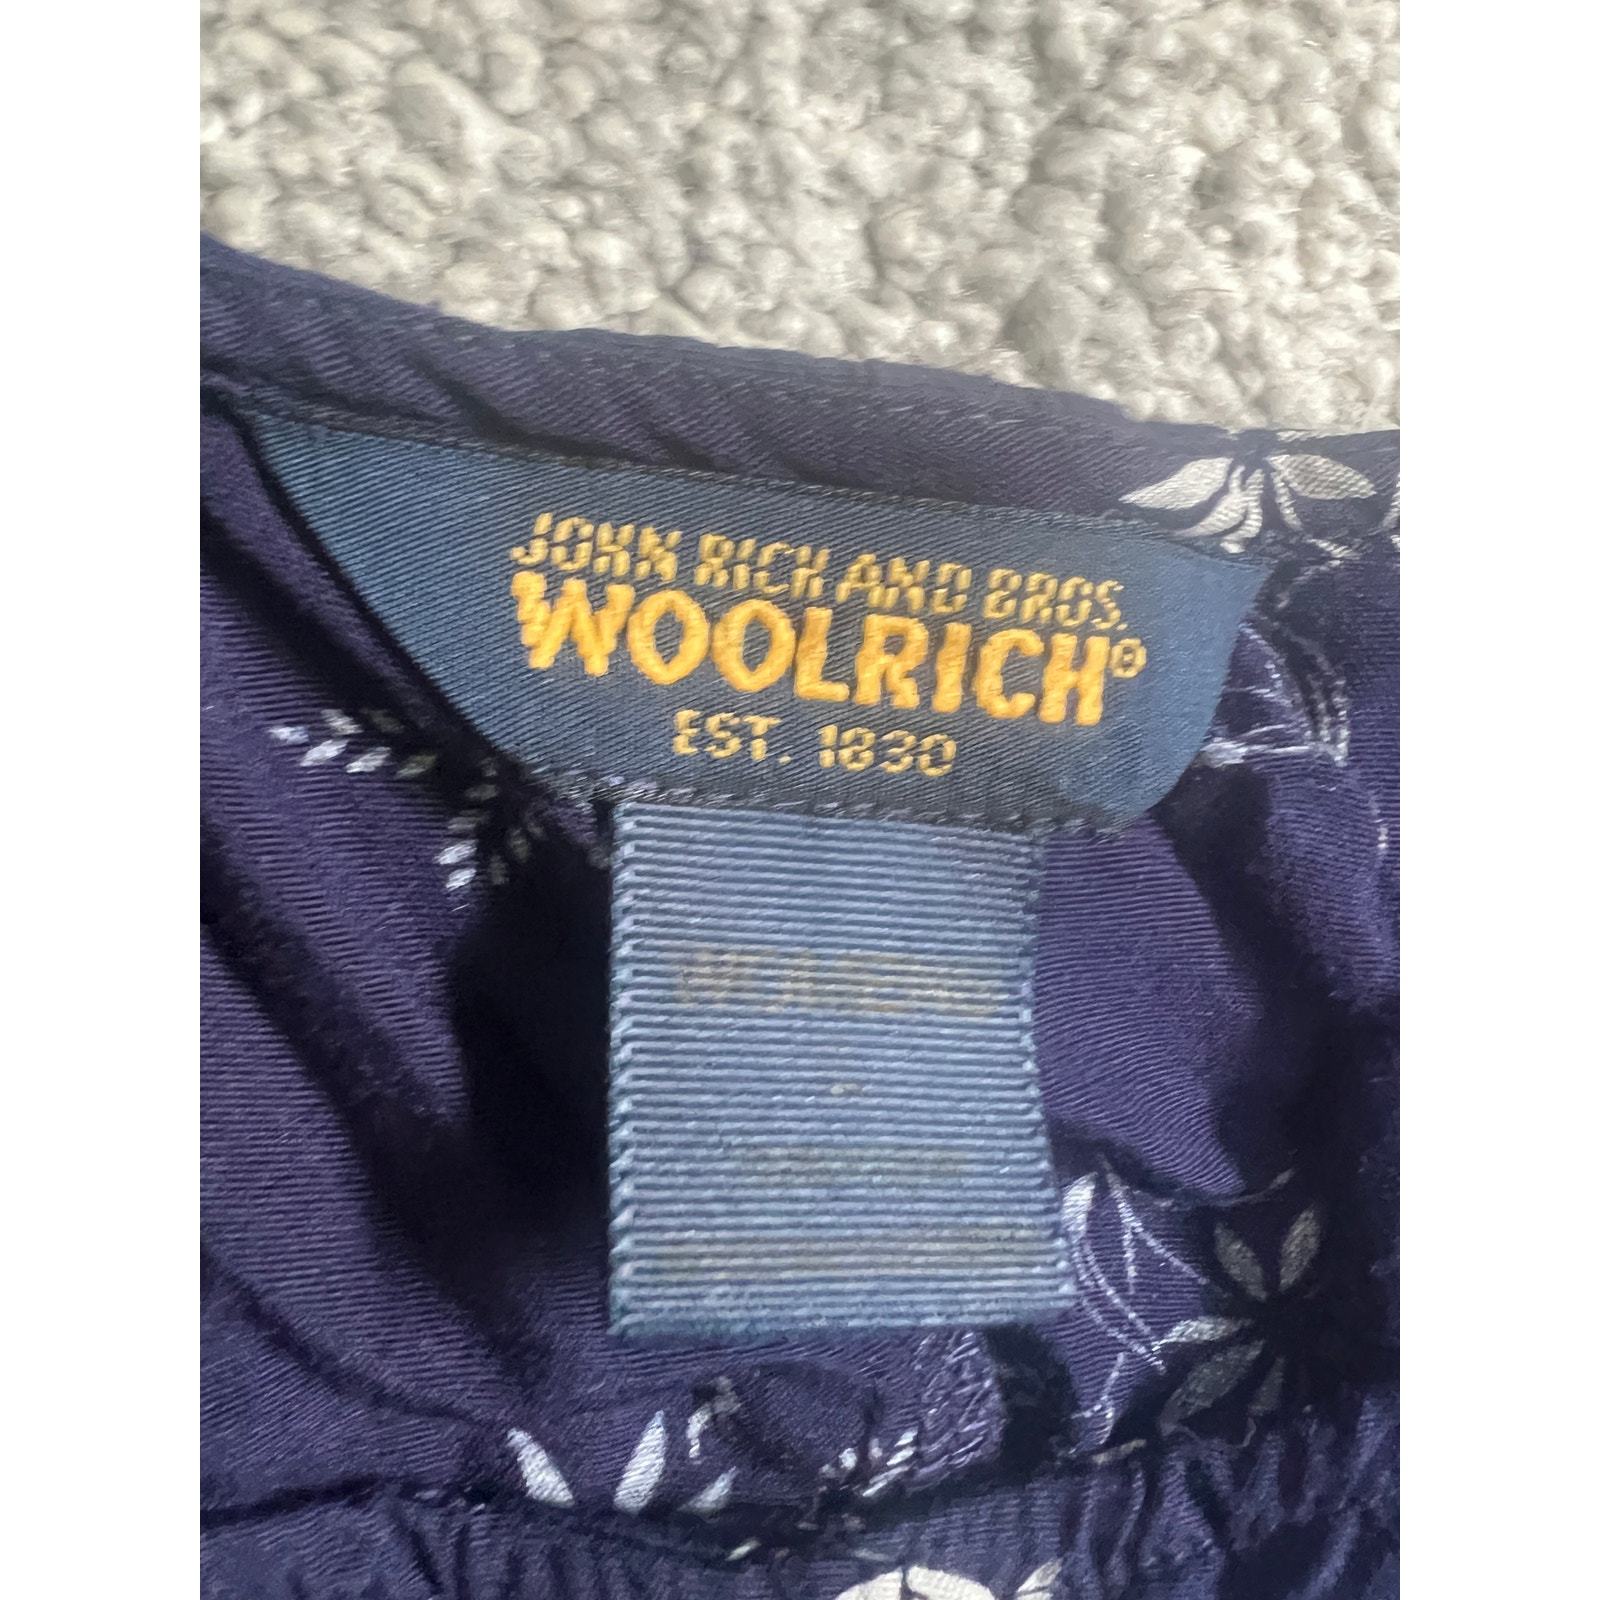 JOHN RICH AND BROS.
WOOLRICH®
EST. 1830